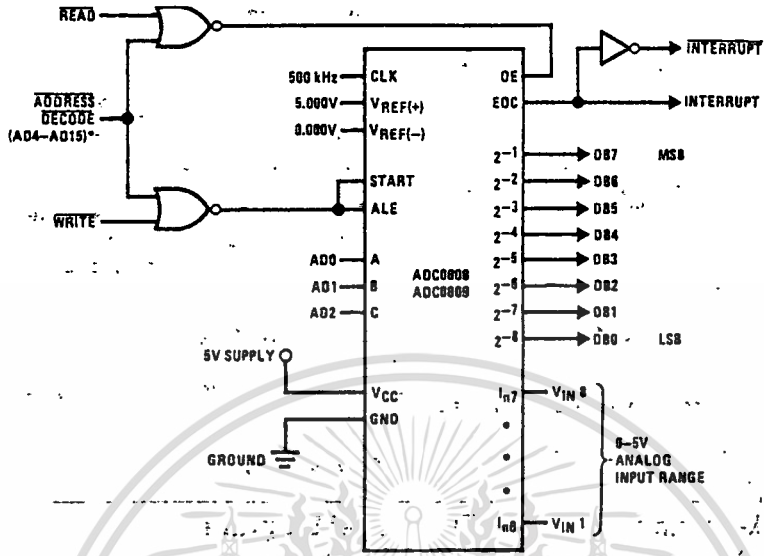 READ
500 kHz
CLK
OE
INTERRUPT
ADDRESS
DECODE
(AD4–AD15)*
5.000V
VREF(+)
EOC
INTERRUPT
0.000V
VREF(−)
2−1
DB7
MSB
START
2−2
DB6
WRITE
ALE
2−3
DB5
2−4
DB4
AD0
A
ADC0808
ADC0809
2−5
DB3
AD1
B
2−6
DB2
AD2
C
2−7
DB1
2−8
DB0
LSB
5V SUPPLY
VCC
In7
VIN 8
GND
GROUND
0–5V
ANALOG
INPUT RANGE
VIN 1